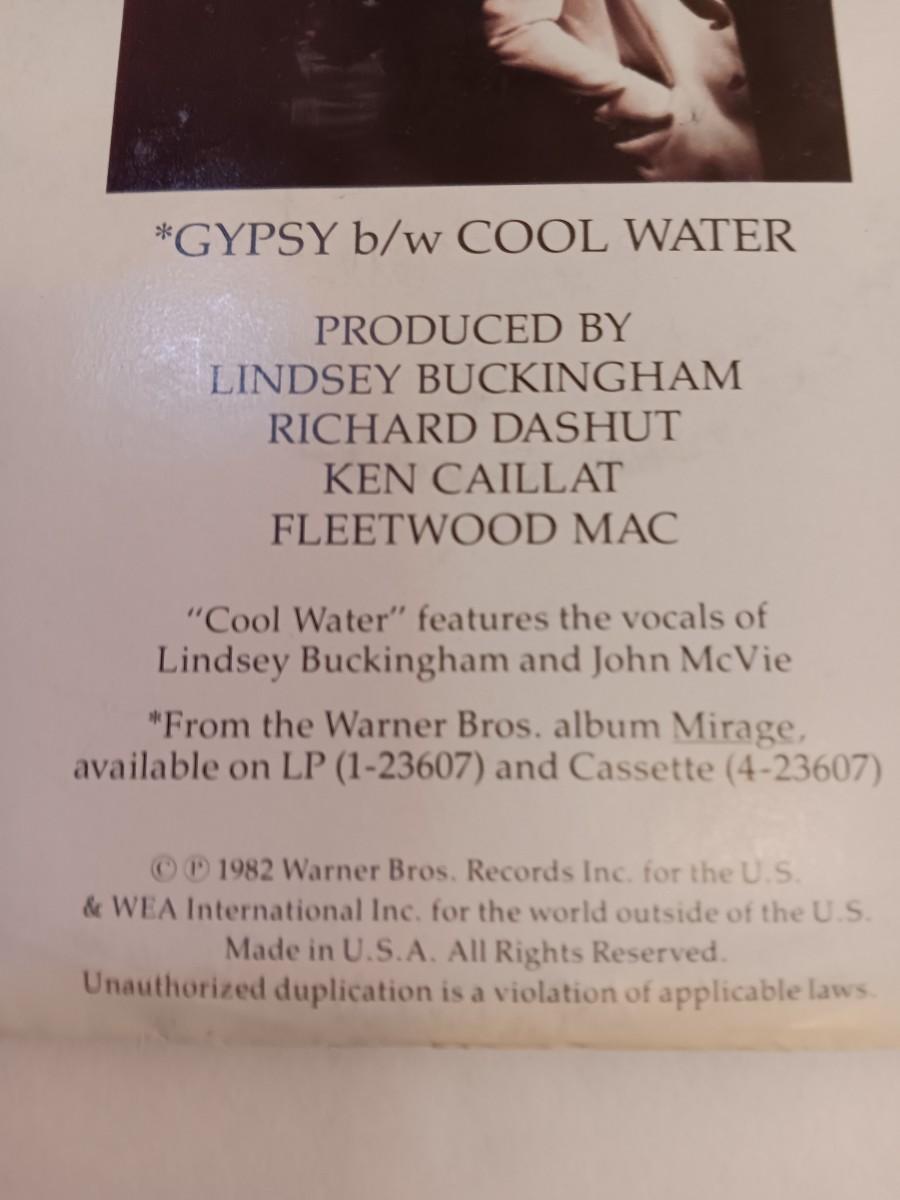 *GYPSY b/w COOL WATER
PRODUCED BY
LINDSEY BUCKINGHAM
RICHARD DASHUT
KEN CAILLAT
FLEETWOOD MAC
“Cool Water” features the vocals of
Lindsey Buckingham and John McVie
*From the Warner Bros. album Mirage,
available on LP (1-23607) and Cassette (4-23607)
© ℗ 1982 Warner Bros. Records Inc. for the U.S.
& WEA International Inc. for the world outside of the U.S.
Made in U.S.A. All Rights Reserved.
Unauthorized duplication is a violation of applicable laws.